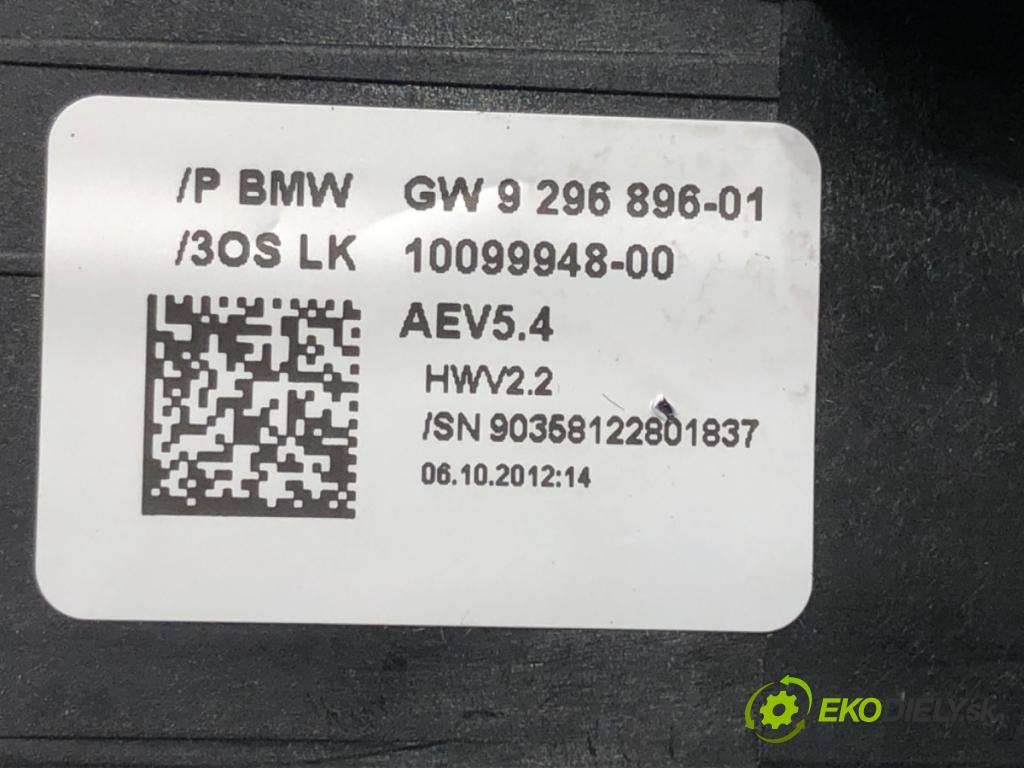 /P BMW GW 9 296 896-01
/3OS LK 10099948-00
AEV5.4
HWV2.2
/SN 90358122801837
06.10.2012:14
EKODIELY.sk